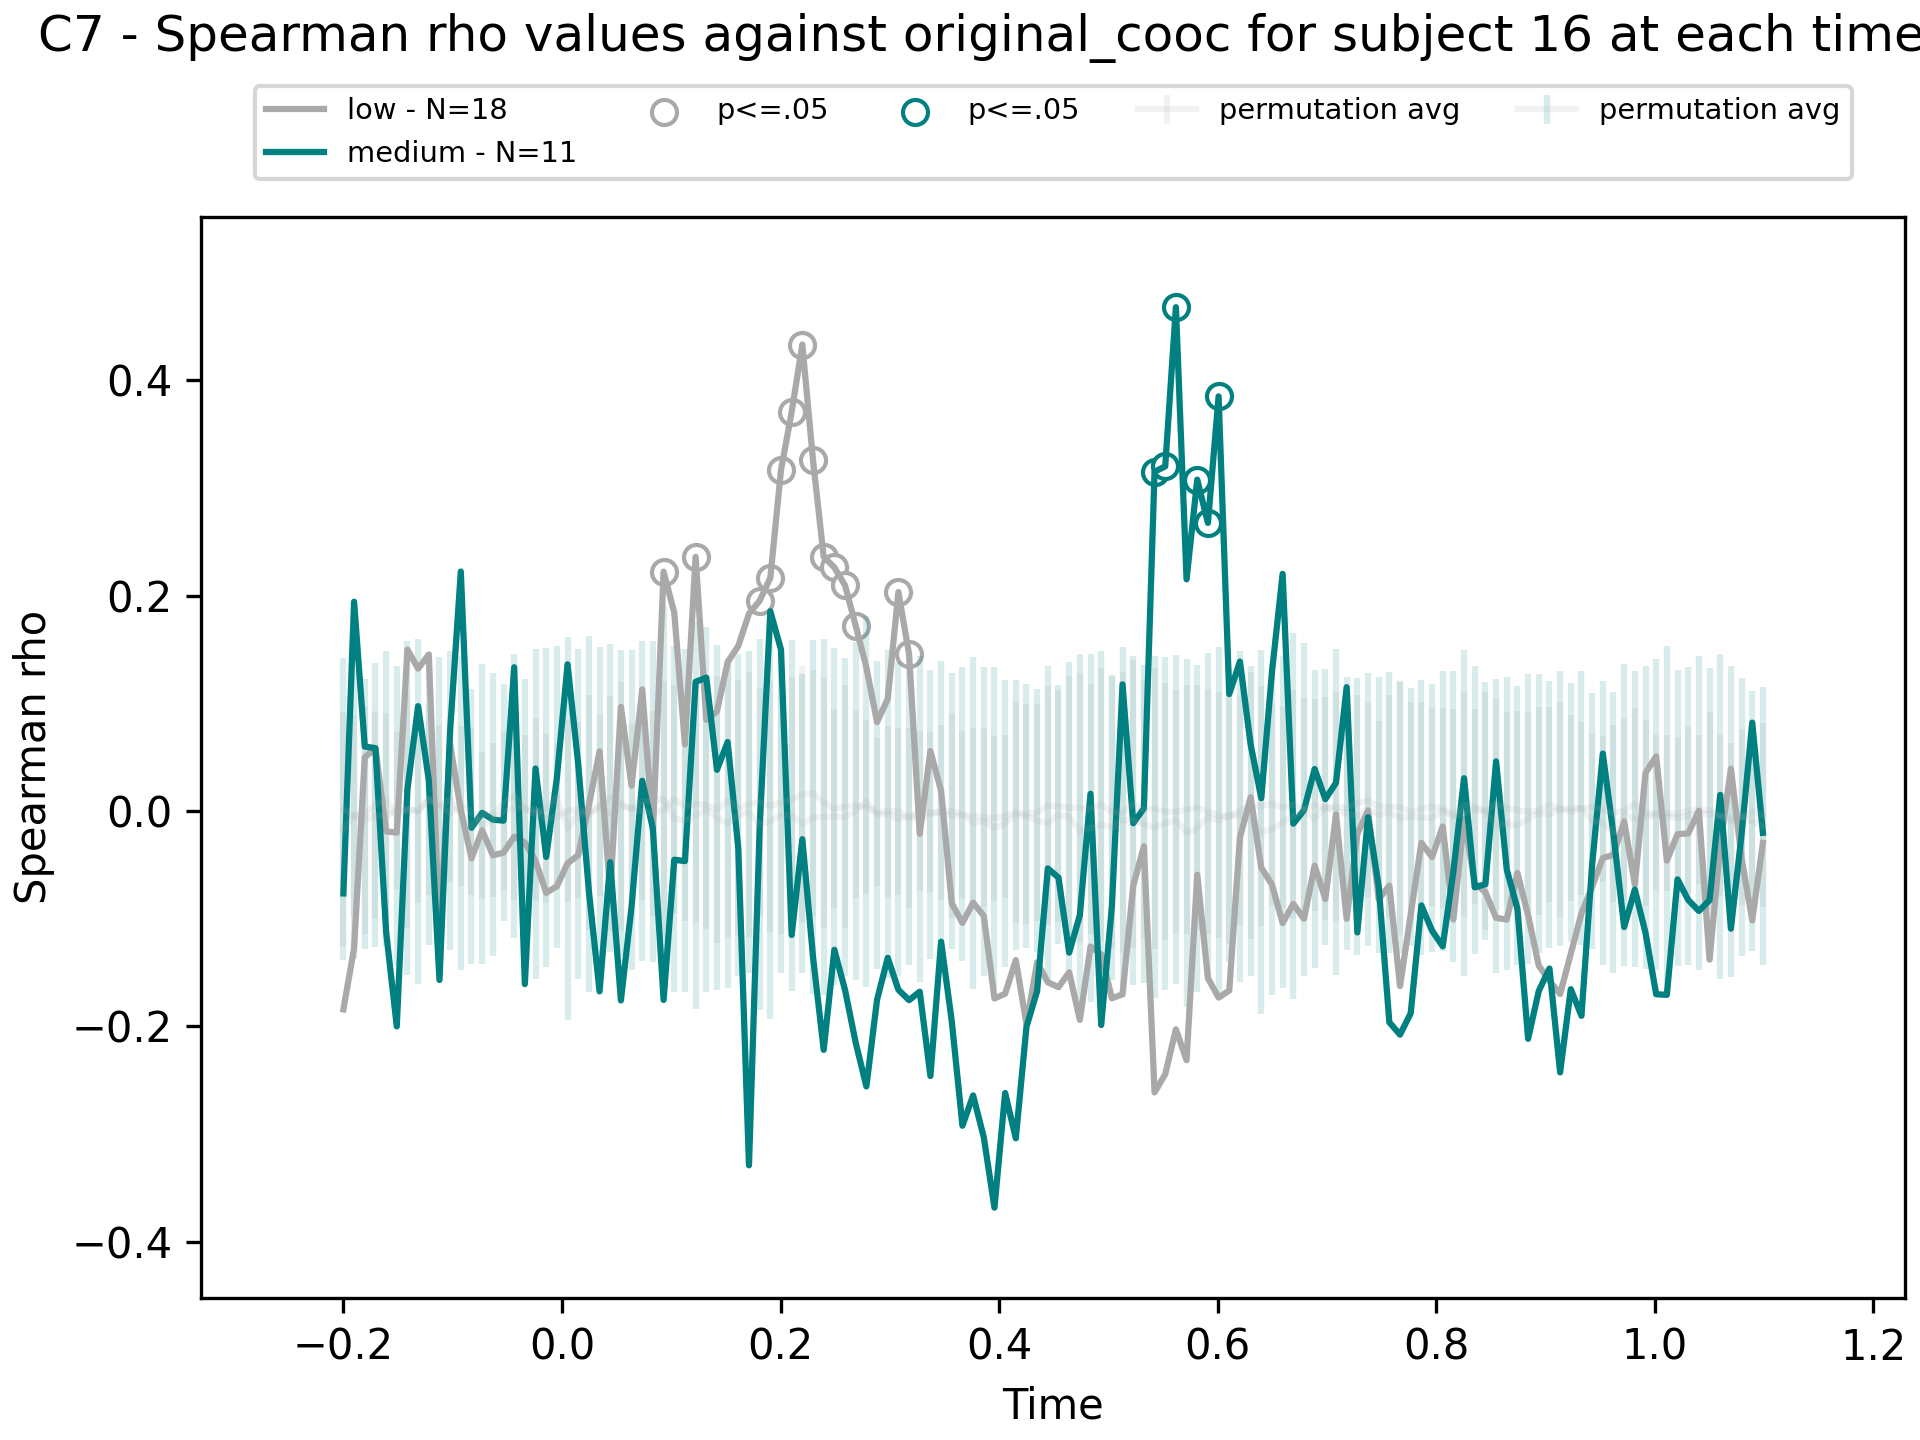 C7 - Spearman rho values against original_cooc for subject 16 at each time
low - N=18 p<=.05 p<=.05 permutation avg permutation avg
medium - N=11
Spearman rho
0.4
0.2
0.0
−0.2
−0.4
−0.2 0.0 0.2 0.4 0.6 0.8 1.0 1.2
Time